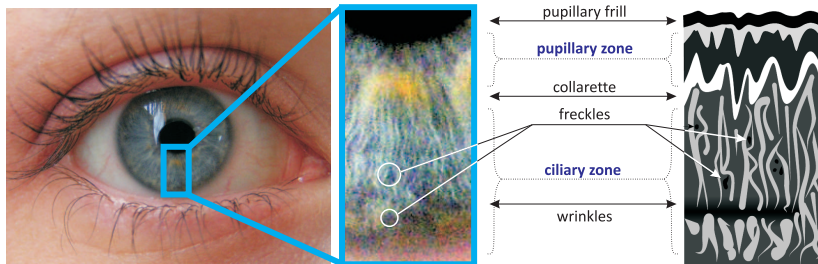 pupillary frill
pupillary zone
collarette
freckles
ciliary zone
wrinkles